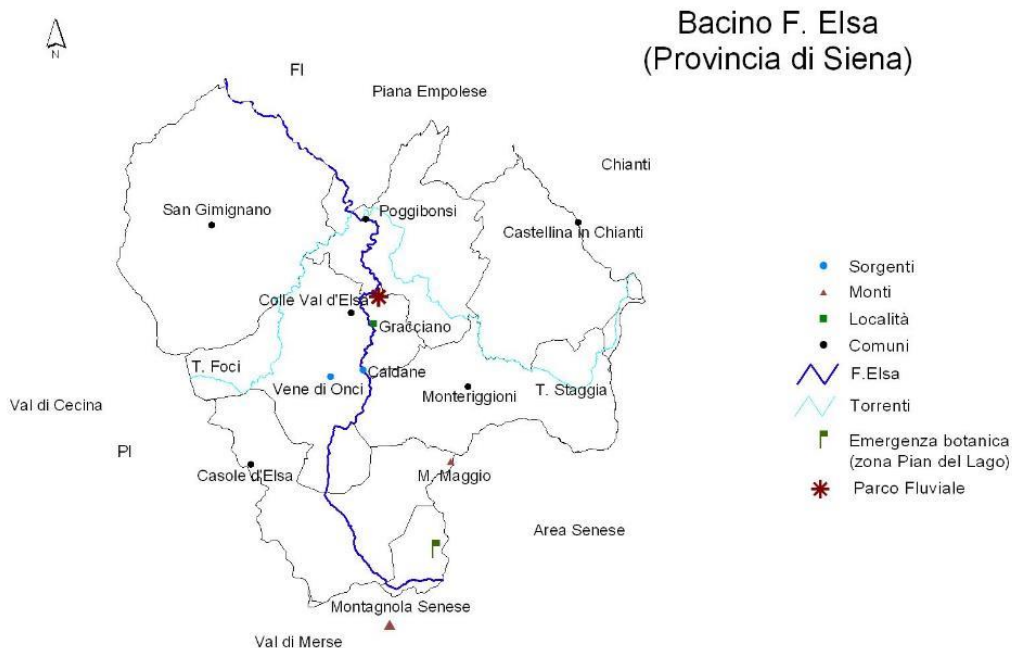 Bacino F. Elsa
(Provincia di Siena)
N
FI
Piana Empolese
Chianti
San Gimignano
Poggibonsi
Castellina in Chianti
Colle Val d'Elsa
Gracciano
T. Foci
Caldane
Vene di Onci
Monteriggioni
T. Staggia
Val di Cecina
PI
Casole d'Elsa
M. Maggio
Area Senese
Montagnola Senese
Val di Merse
Sorgenti
Monti
Località
Comuni
F.Elsa
Torrenti
Emergenza botanica
(zona Pian del Lago)
Parco Fluviale